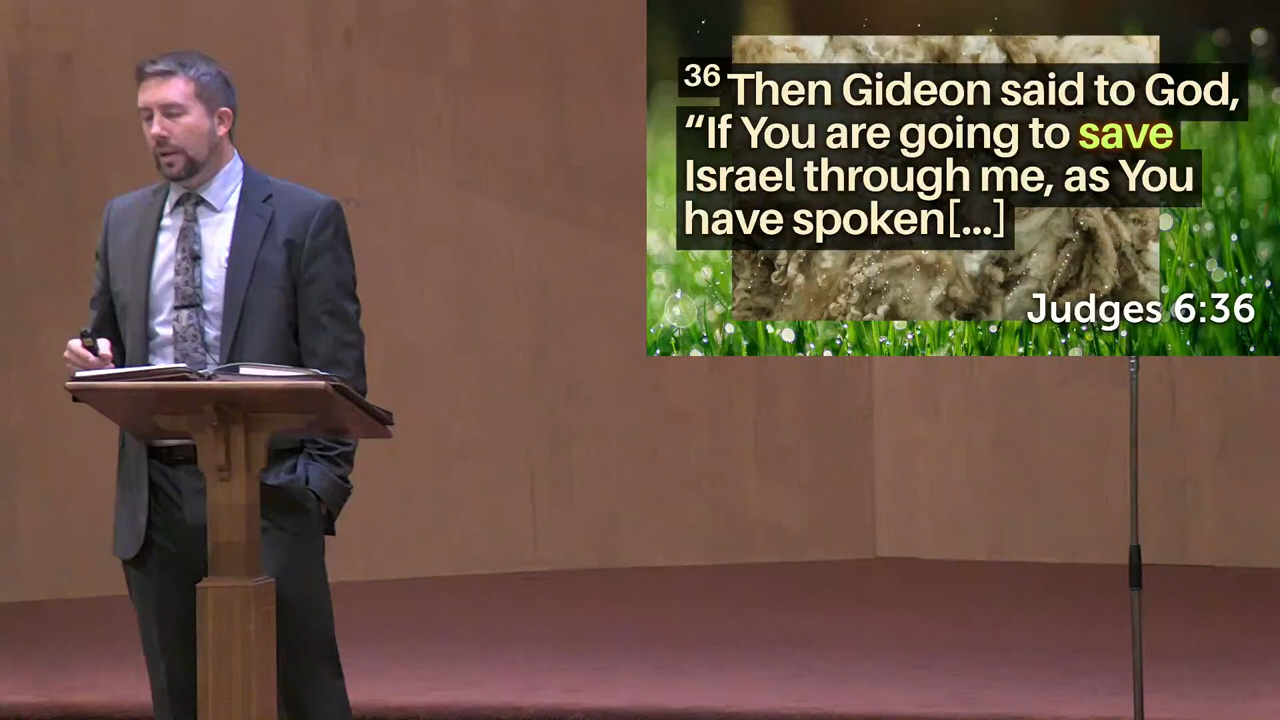 36 Then Gideon said to God,
“If You are going to save
Israel through me, as You
have spoken[...]
Judges 6:36